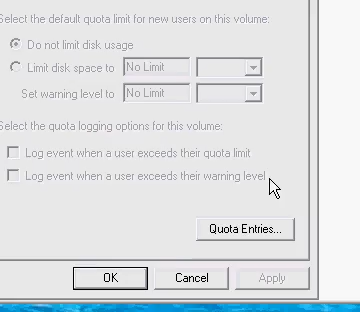 Select the default quota limit for new users on this volume:
Do not limit disk usage
Limit disk space to No Limit
Set warning level to No Limit
Select the quota logging options for this volume:
Log event when a user exceeds their quota limit
Log event when a user exceeds their warning level
Quota Entries...
OK Cancel Apply